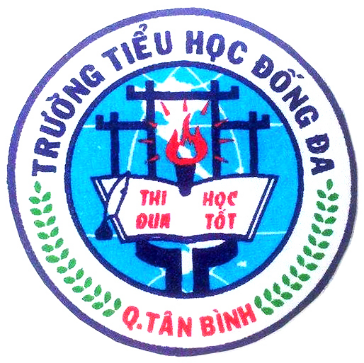 TRƯỜNG TIỂU HỌC ĐỐNG ĐA
THI HỌC
ĐUA TỐT
Q.TÂN BÌNH